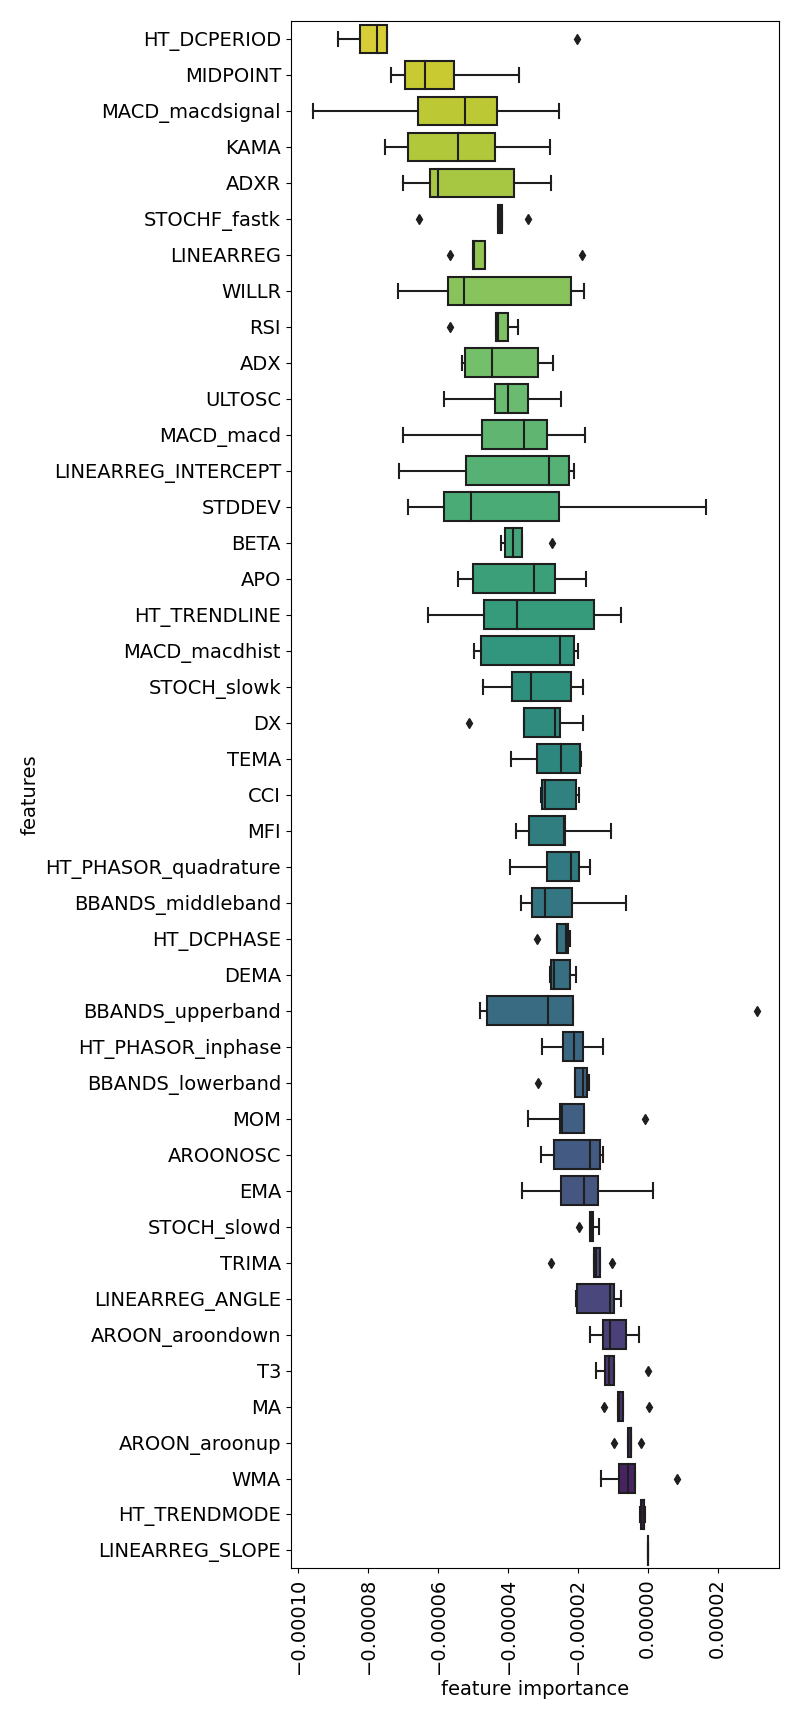 HT_DCPERIOD
MIDPOINT
MACD_macdsignal
KAMA
ADXR
STOCHF_fastk
LINEARREG
WILLR
RSI
ADX
ULTOSC
MACD_macd
LINEARREG_INTERCEPT
STDDEV
BETA
APO
HT_TRENDLINE
MACD_macdhist
STOCH_slowk
DX
TEMA
CCI
MFI
HT_PHASOR_quadrature
BBANDS_middleband
HT_DCPHASE
DEMA
BBANDS_upperband
HT_PHASOR_inphase
BBANDS_lowerband
MOM
AROONOSC
EMA
STOCH_slowd
TRIMA
LINEARREG_ANGLE
AROON_aroondown
T3
MA
AROON_aroonup
WMA
HT_TRENDMODE
LINEARREG_SLOPE
features
−0.00010
−0.00008
−0.00006
−0.00004
−0.00002
0.00000
0.00002
feature importance